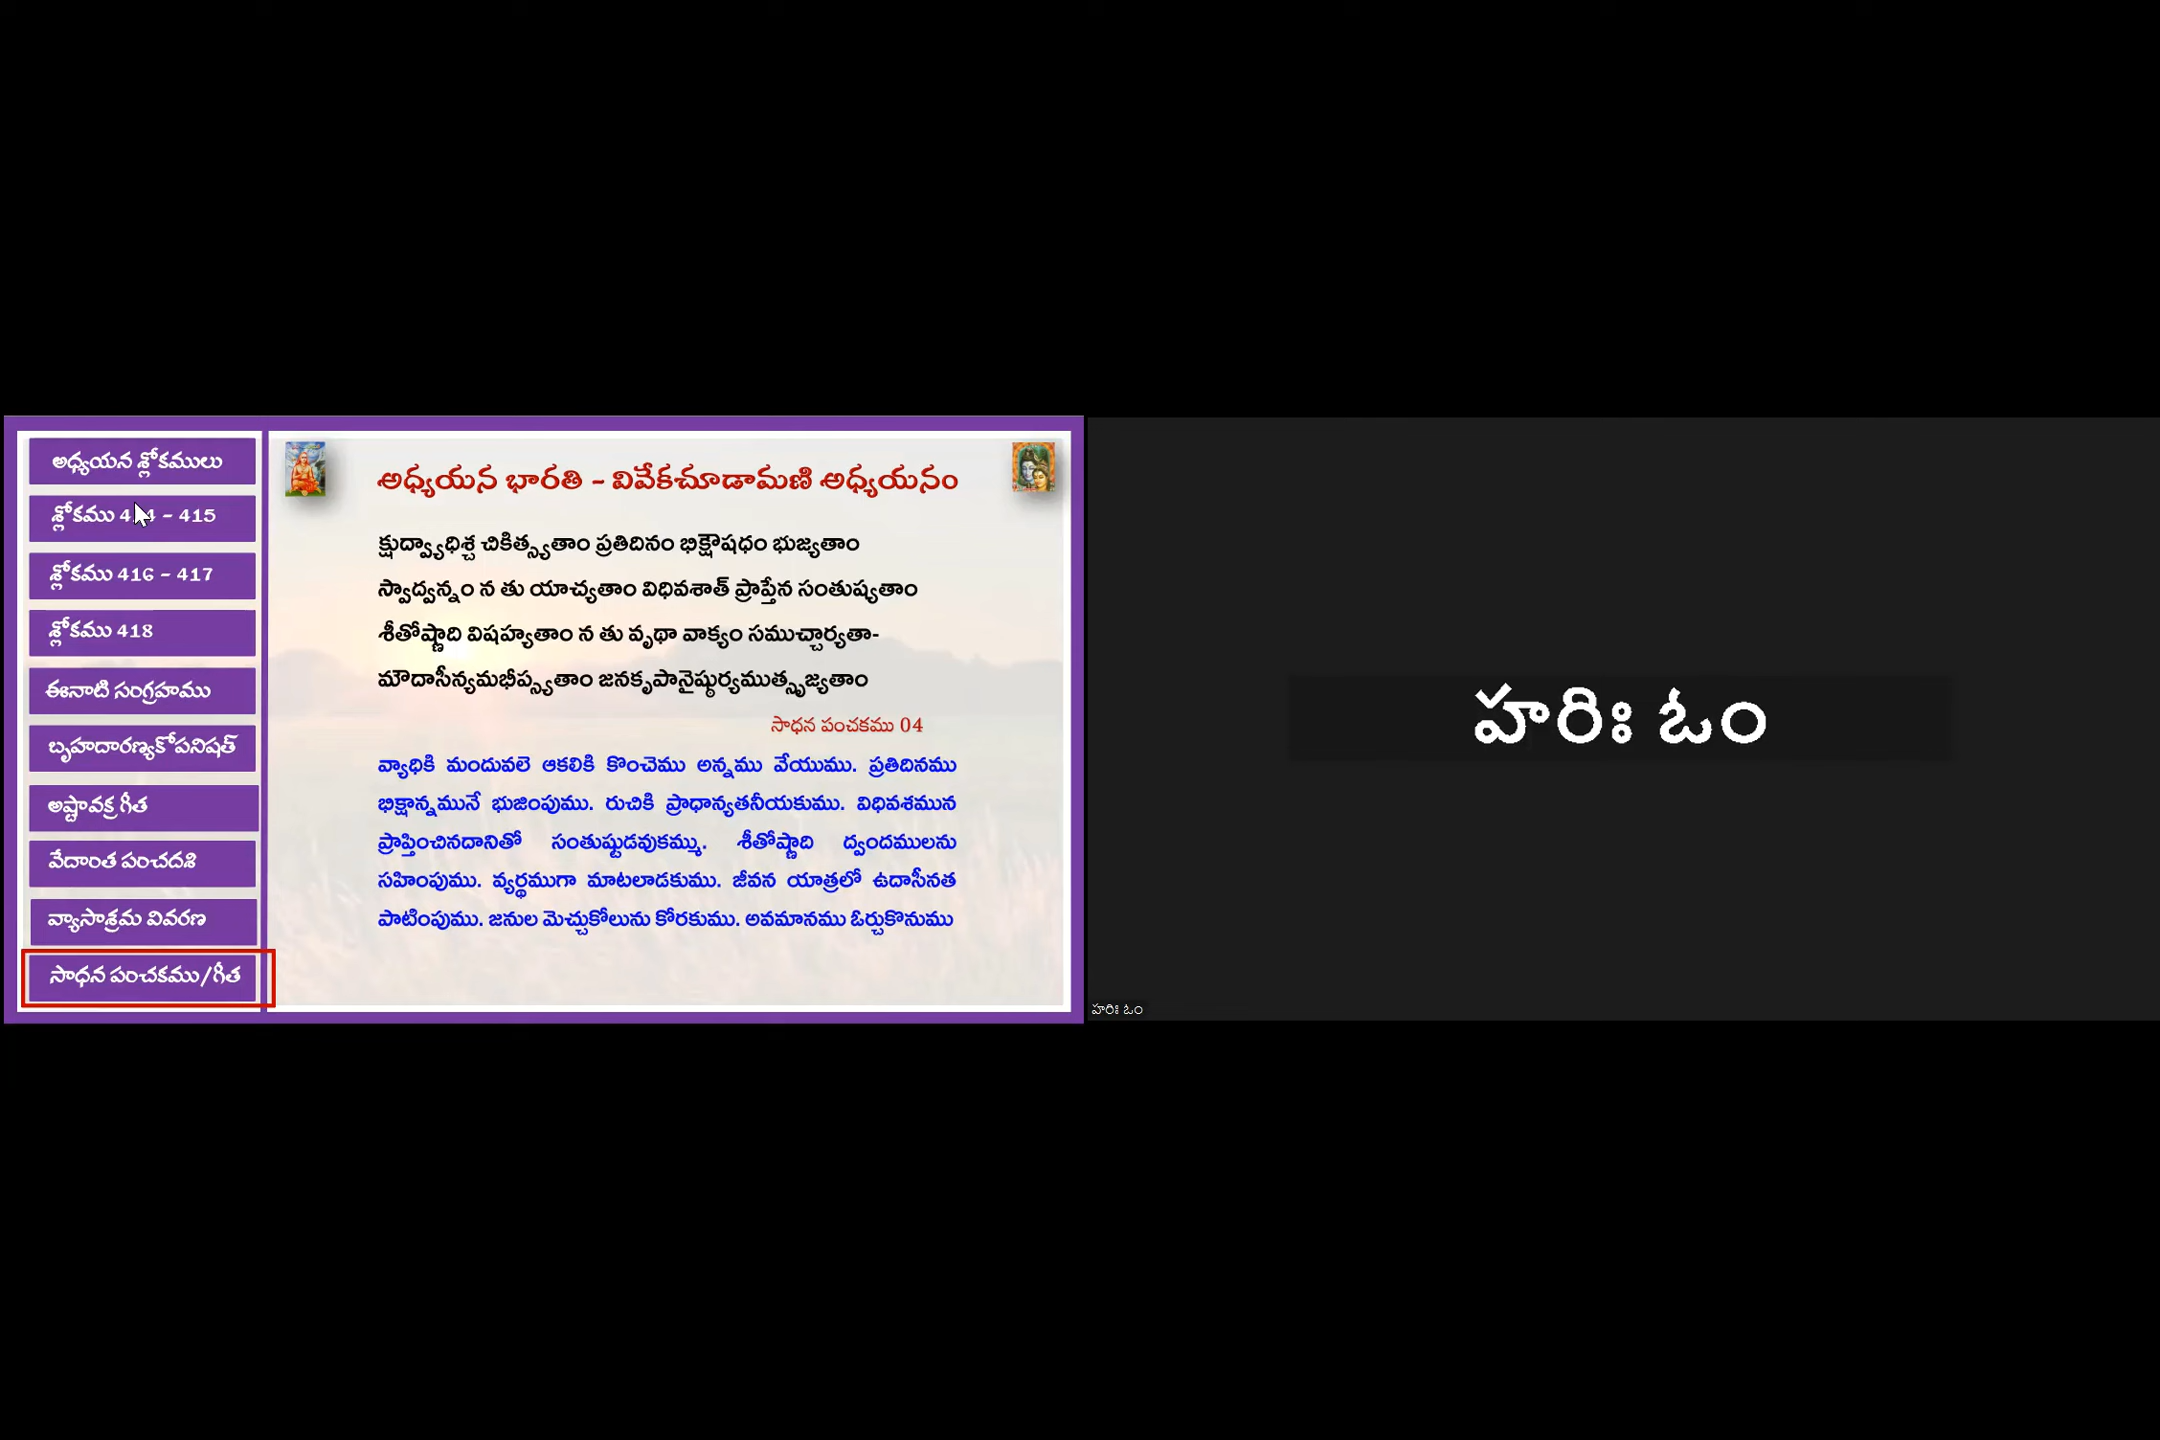 అధ్యయన శ్లోకములు
శ్లోకము 414 - 415
శ్లోకము 416 - 417
శ్లోకము 418
ఈనాటి సంగ్రహము
బృహదారణ్యకోపనిషత్
అష్టావక్ర గీత
వేదాంత పంచదశి
వ్యాసాశ్రమ వివరణ
సాధన పంచకము/గీత
అధ్యయన భారతి - వివేకచూడామణి అధ్యయనం
క్షుద్వ్యాధిశ్చ చికిత్స్యతాం ప్రతిదినం భిక్షౌషధం భుజ్యతాం
స్వాద్వన్నం న తు యాచ్యతాం విధివశాత్ ప్రాప్తేన సంతుష్యతాం
శీతోష్ణాది విషహ్యతాం న తు వృథా వాక్యం సముచ్చార్యతా-
మౌదాసీన్యమభీప్స్యతాం జనకృపానైష్ఠుర్యముత్సృజ్యతాం
సాధన పంచకము 04
వ్యాధికి మందువలె ఆకలికి కొంచెము అన్నము వేయుము. ప్రతిదినము
భిక్షాన్నమునే భుజింపుము. రుచికి ప్రాధాన్యతనీయకుము. విధివశమున
ప్రాప్తించినదానితో సంతుష్టుడవుకమ్ము. శీతోష్ణాది ద్వందములను
సహింపుము. వ్యర్థముగా మాటలాడకుము. జీవన యాత్రలో ఉదాసీనత
పాటింపుము. జనుల మెచ్చుకోలును కోరకుము. అవమానము ఓర్చుకొనుము
హరిః ఓం
హరిః ఓం